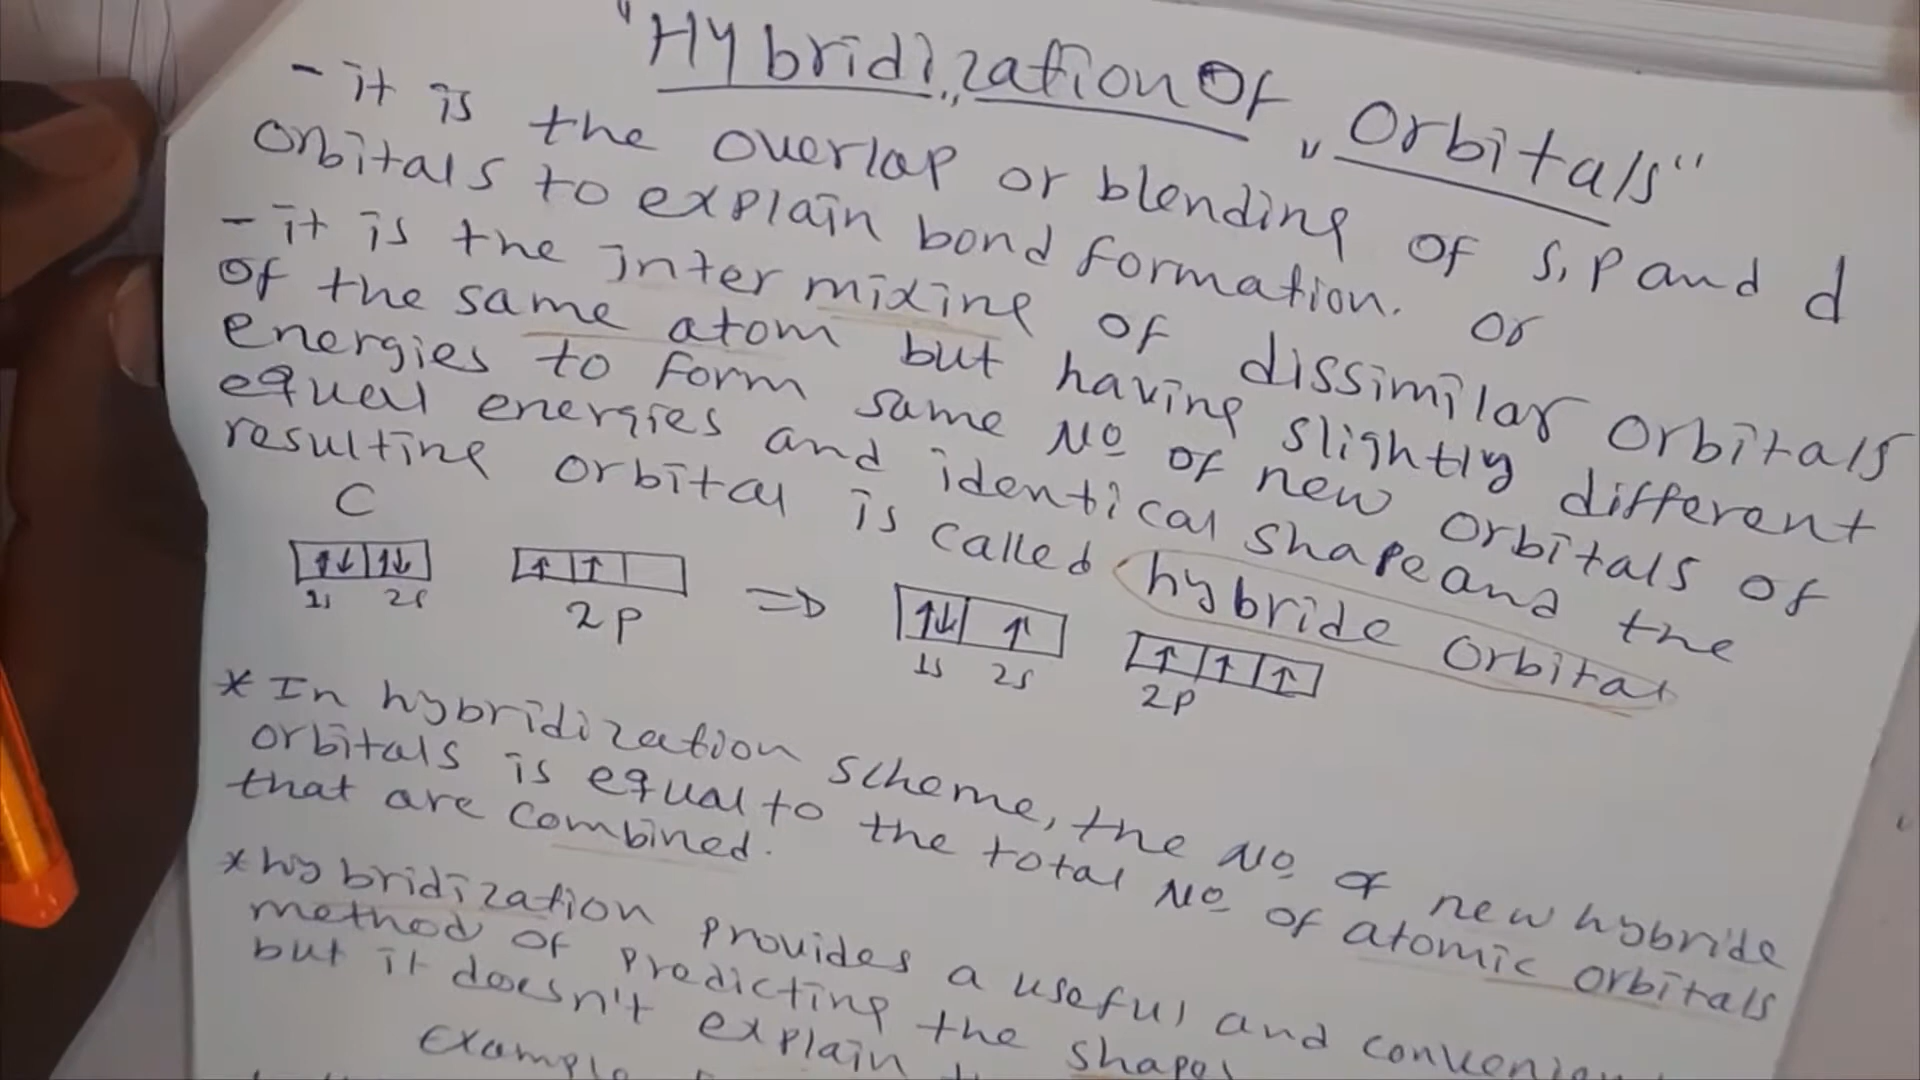 "Hybridization Of "Orbitals"
- it is the overlap or blending of s, p and d
orbitals to explain bond formation. Or
- it is the inter mixing of dissimilar orbitals
of the same atom but having slightly different
energies to form same No of new orbitals of
equal energies and identical shape and the
resulting orbital is called hybride orbital
C
↑↓ ↑↓ ↑ ↑ => ↑↓ ↑ ↑ ↑ ↑
1s 2s 2p 1s 2s 2p
* In hybridization scheme, the No of new hybride
orbitals is equal to the total No of atomic orbitals
that are combined.
* hybridization provides a useful and
method of predicting the shapes
but it doesn't explain